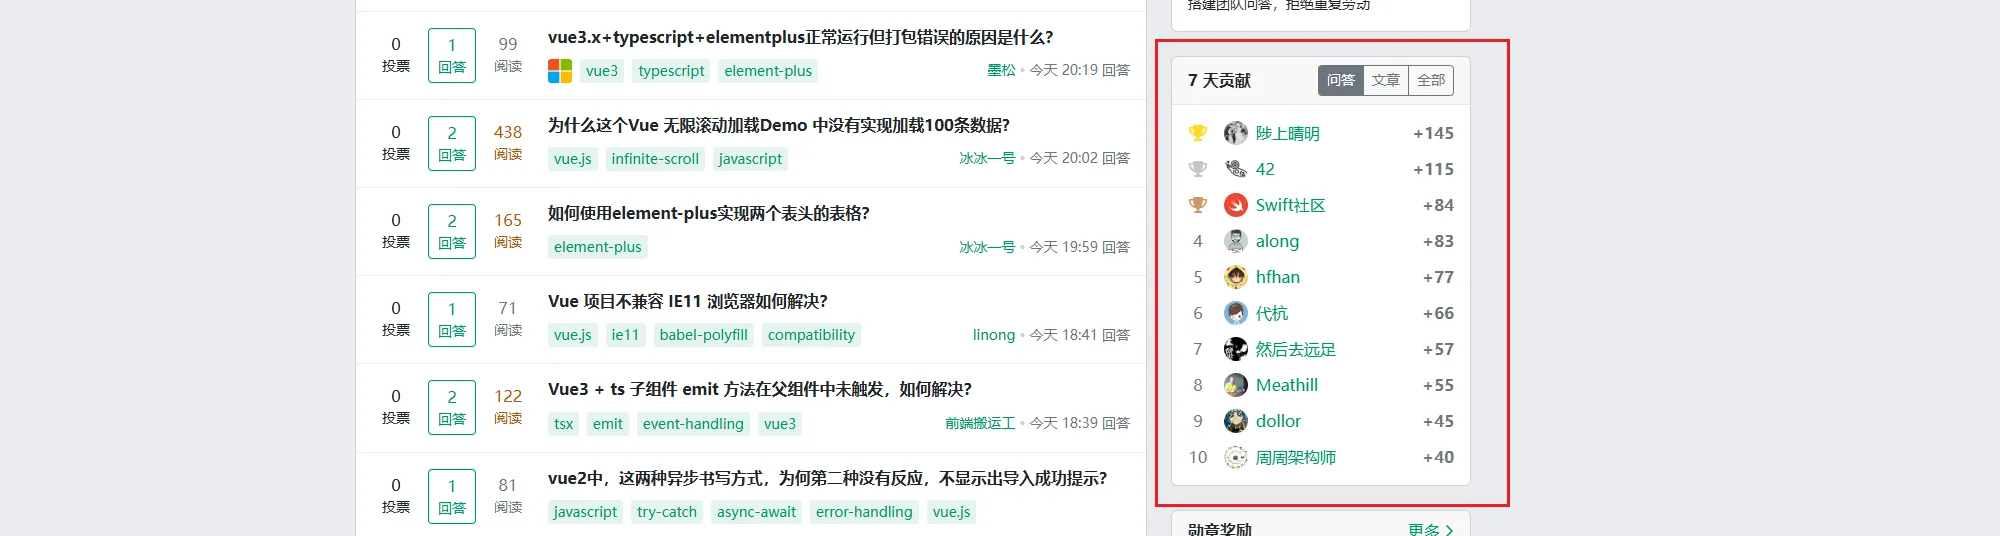 0
投票
1
回答
99
阅读
vue3.x+typescript+elementplus正常运行但打包错误的原因是什么？
vue3 typescript element-plus
墨松 • 今天 20:19 回答
0
投票
2
回答
438
阅读
为什么这个Vue 无限滚动加载Demo 中没有实现加载100条数据？
vue.js infinite-scroll javascript
冰冰一号 • 今天 20:02 回答
0
投票
2
回答
165
阅读
如何使用element-plus实现两个表头的表格？
element-plus
冰冰一号 • 今天 19:59 回答
0
投票
1
回答
71
阅读
Vue 项目不兼容 IE11 浏览器如何解决？
vue.js ie11 babel-polyfill compatibility
linong • 今天 18:41 回答
0
投票
2
回答
122
阅读
Vue3 + ts 子组件 emit 方法在父组件中未触发，如何解决？
tsx emit event-handling vue3
前端搬运工 • 今天 18:39 回答
0
投票
1
回答
81
阅读
vue2中，这两种异步书写方式，为何第二种没有反应，不显示出导入成功提示？
javascript try-catch async-await error-handling vue.js
搭建团队问答，拒绝重复劳动
7 天贡献 问答 文章 全部
陟上晴明 +145
42 +115
Swift社区 +84
4 along +83
5 hfhan +77
6 代杭 +66
7 然后去远足 +57
8 Meathill +55
9 dollor +45
10 周周架构师 +40
勋章奖励 更多